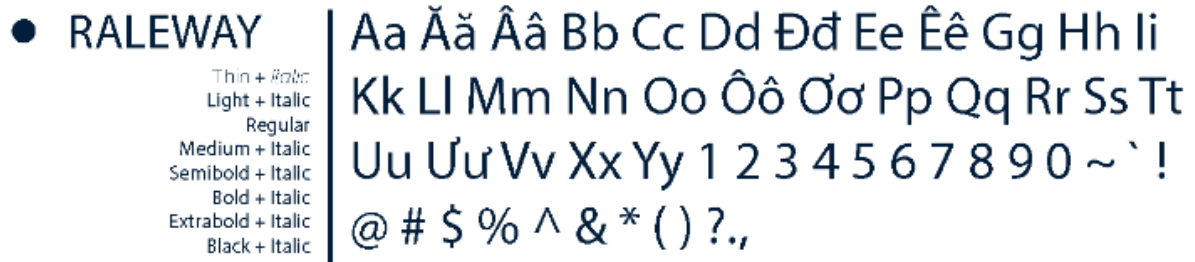 RALEWAY
Thin + Italic
Light + Italic
Regular
Medium + Italic
Semibold + Italic
Bold + Italic
Extrabold + Italic
Black + Italic
Aa Ăă Ââ Bb Cc Dd Đđ Ee Êê Gg Hh Ii
Kk Ll Mm Nn Oo Ôô Ơơ Pp Qq Rr Ss Tt
Uu Ưư Vv Xx Yy 1 2 3 4 5 6 7 8 9 0 ~ ` !
@ # $ % ^ & * ( ) ?.,